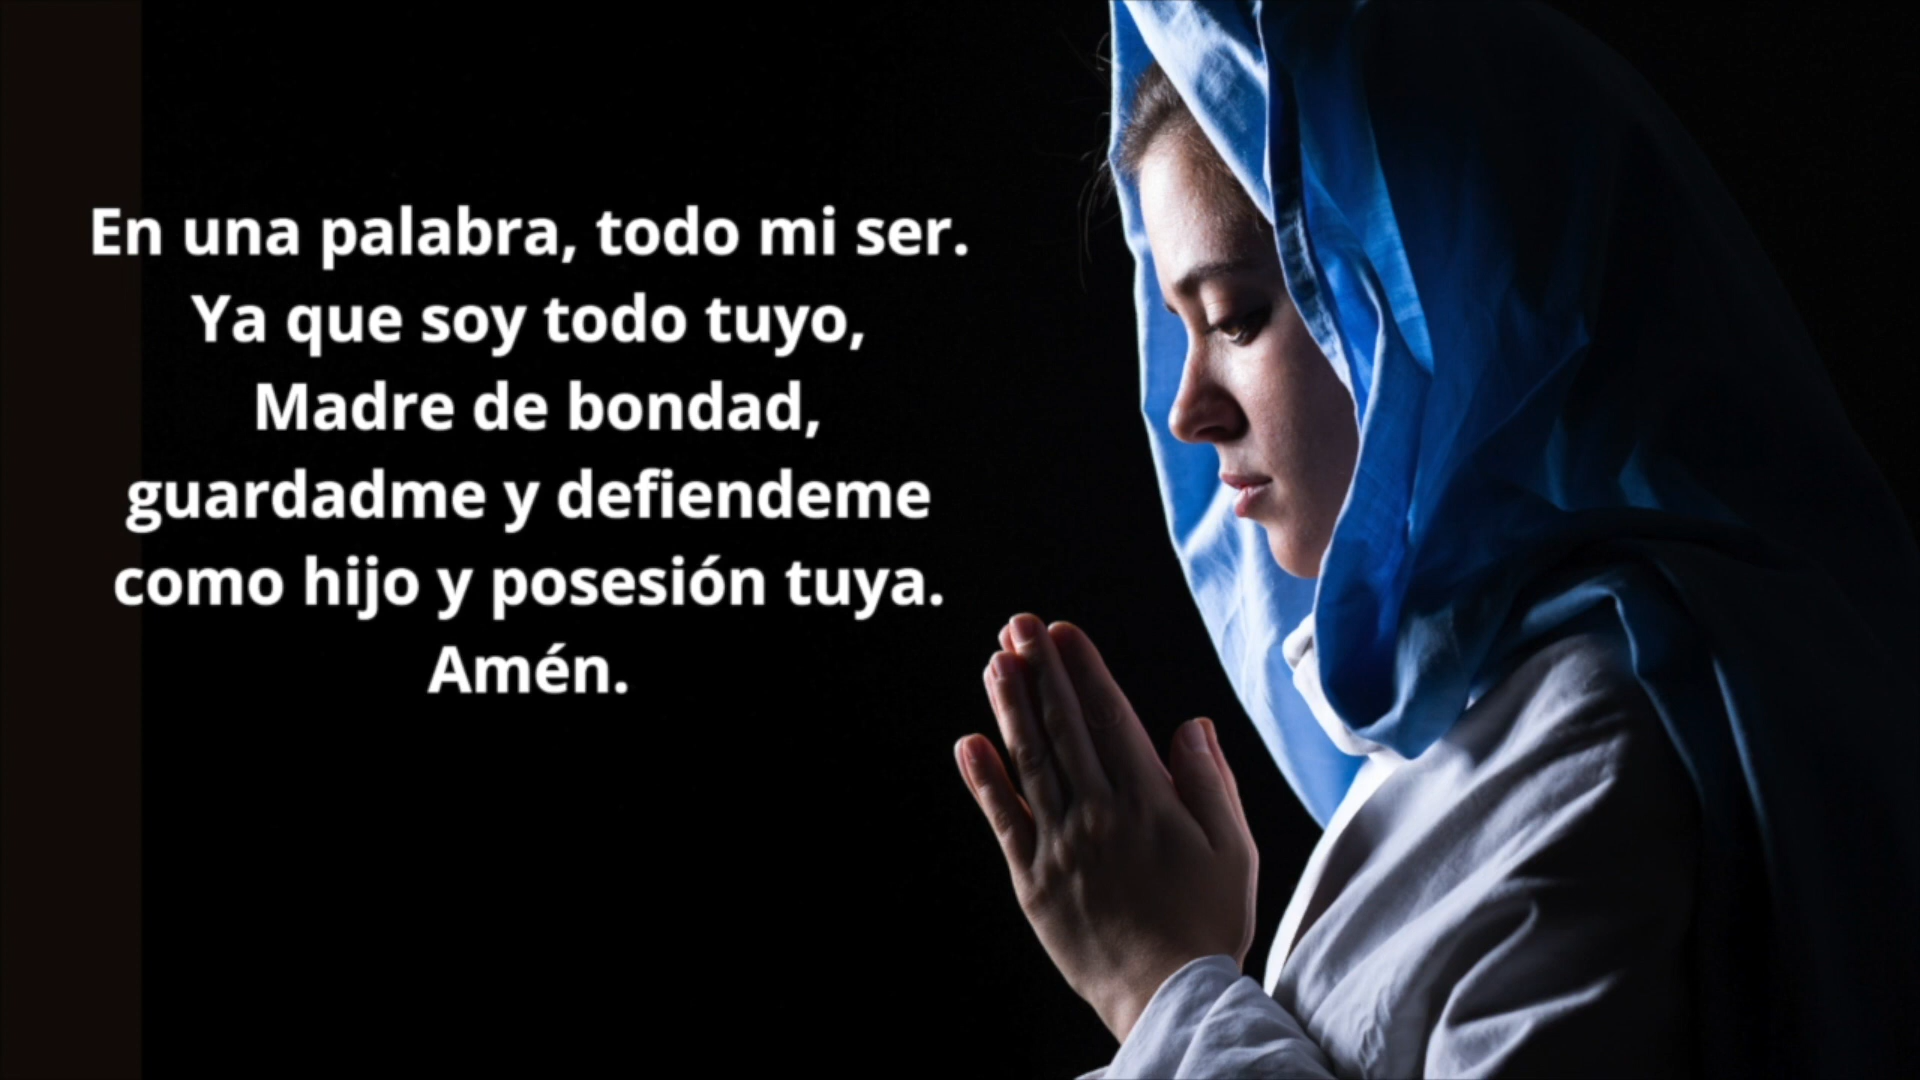 En una palabra, todo mi ser.
Ya que soy todo tuyo,
Madre de bondad,
guardadme y defiendeme
como hijo y posesión tuya.
Amén.